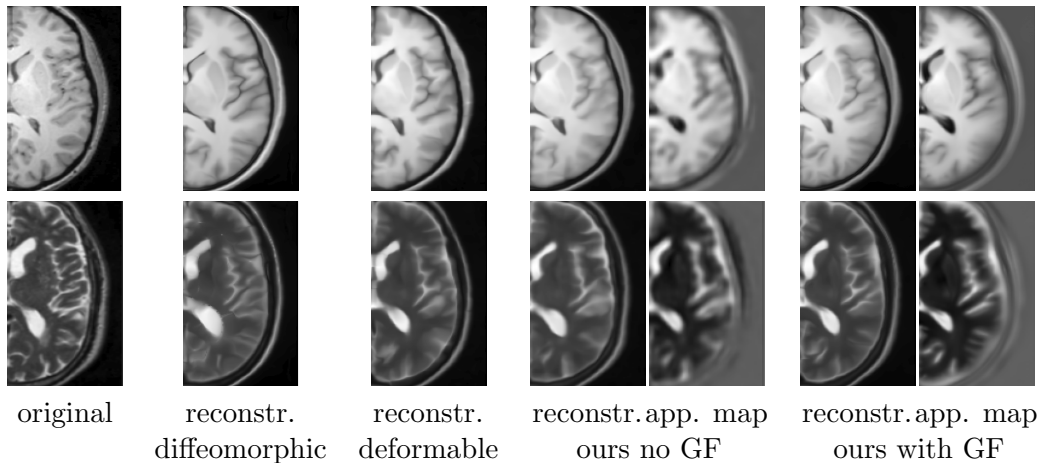 original
reconstr.
diffeomorphic
reconstr.
deformable
reconstr. app. map
ours no GF
reconstr. app. map
ours with GF